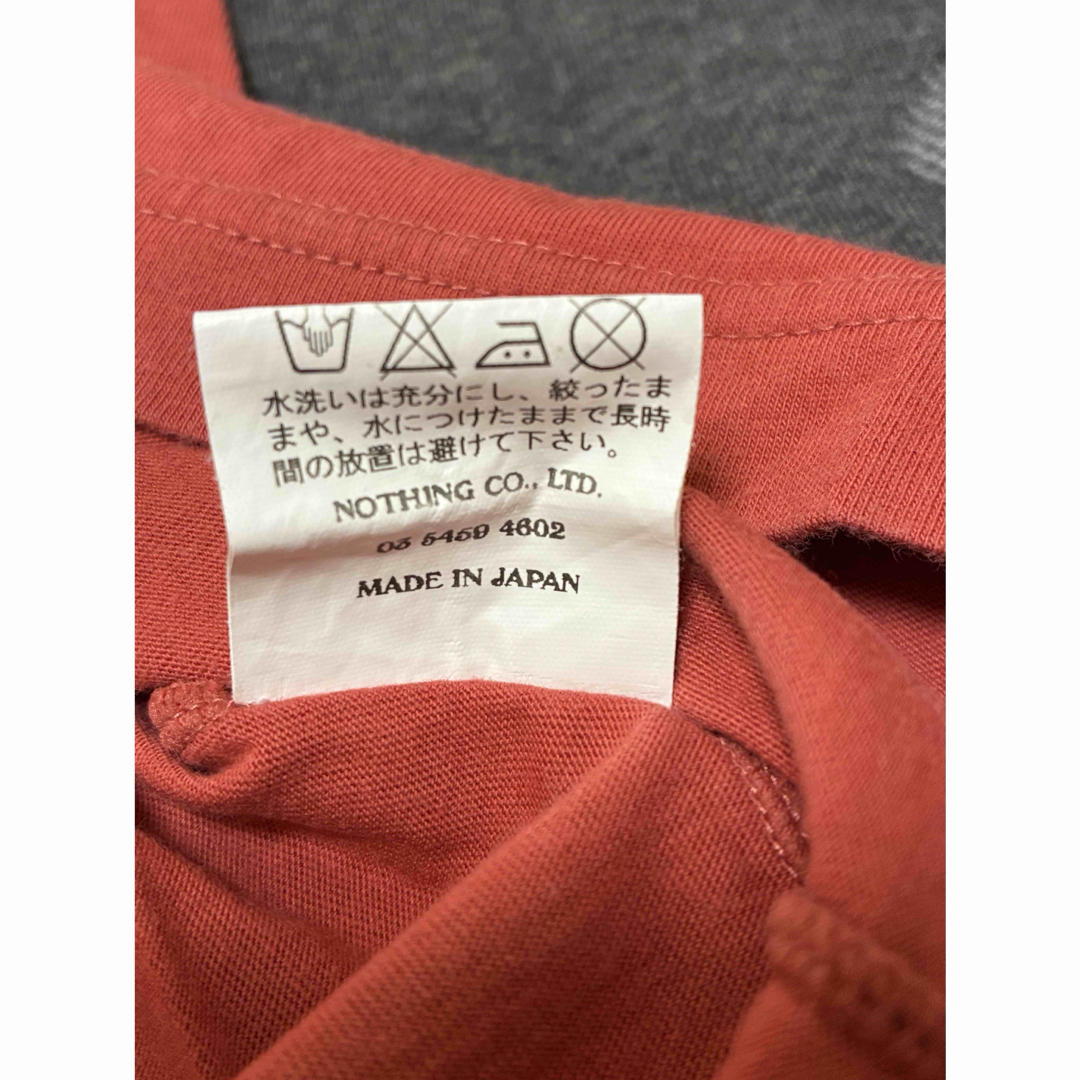 水洗いは充分にし、絞ったま
まや、水につけたままで長時
間の放置は避けて下さい。
NOTHING CO., LTD.
03 5459 4602
MADE IN JAPAN